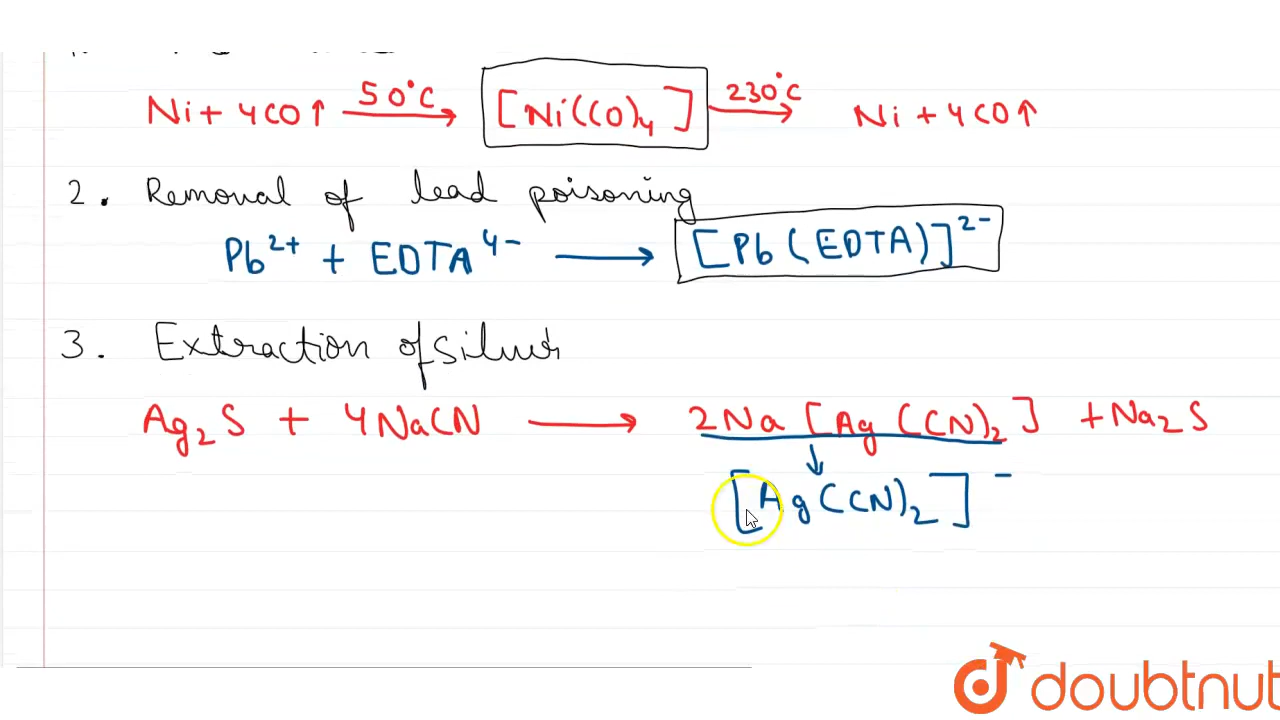 Ni + 4CO↑ 50°C→ [Ni(CO)4] 230°C→ Ni + 4CO↑
2. Removal of lead poisoning
Pb²⁺ + EDTA⁴⁻ → [Pb(EDTA)]²⁻
3. Extraction of silver
Ag₂S + 4NaCN → 2Na[Ag(CN)₂] + Na₂S
↓
[Ag(CN)₂]⁻
doubtnut